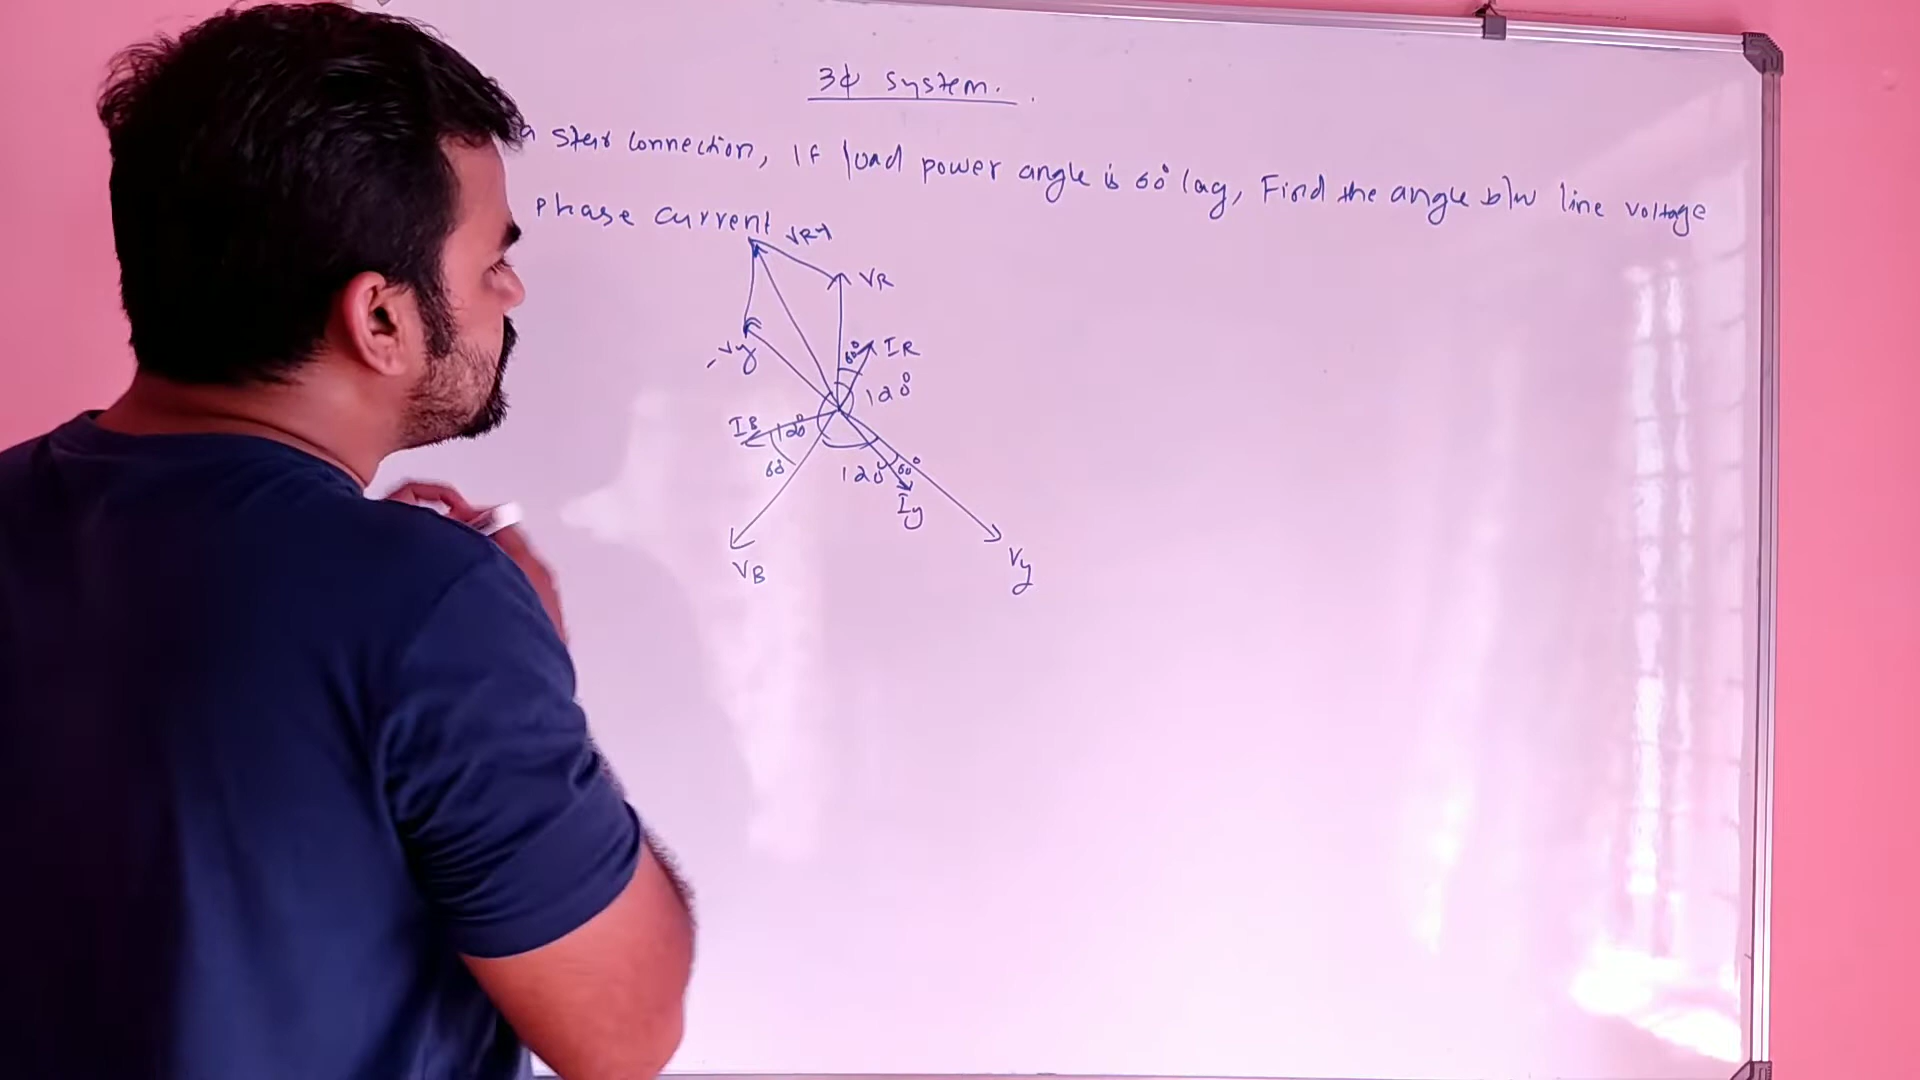 3ϕ system.
a star connection, If load power angle is 60° lag, Find the angle b/w line voltage
phase current
VRY
VR
-Vy
60°
IR
120°
IB
120°
60°
120°
60°
Iy
VB
Vy